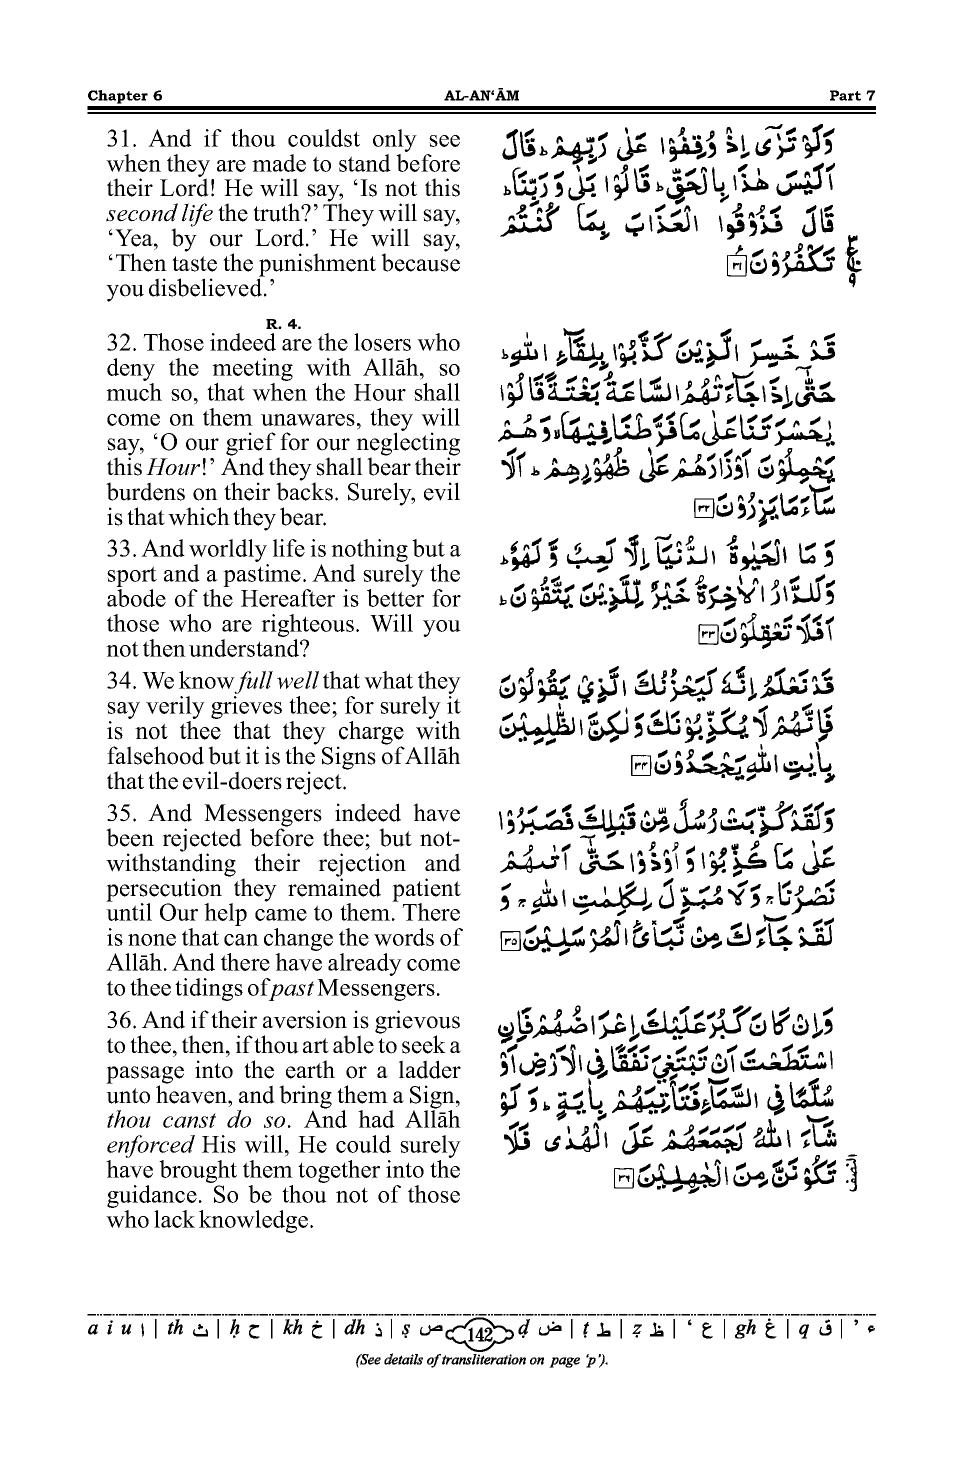 Chapter 6 AL-AN‘ĀM Part 7
31. And if thou couldst only see
when they are made to stand before
their Lord! He will say, ‘Is not this
second life the truth?’ They will say,
‘Yea, by our Lord.’ He will say,
‘Then taste the punishment because
you disbelieved.’
R. 4.
32. Those indeed are the losers who
deny the meeting with Allāh, so
much so, that when the Hour shall
come on them unawares, they will
say, ‘O our grief for our neglecting
this Hour!’ And they shall bear their
burdens on their backs. Surely, evil
is that which they bear.
33. And worldly life is nothing but a
sport and a pastime. And surely the
abode of the Hereafter is better for
those who are righteous. Will you
not then understand?
34. We know full well that what they
say verily grieves thee; for surely it
is not thee that they charge with
falsehood but it is the Signs of Allāh
that the evil-doers reject.
35. And Messengers indeed have
been rejected before thee; but not-
withstanding their rejection and
persecution they remained patient
until Our help came to them. There
is none that can change the words of
Allāh. And there have already come
to thee tidings of past Messengers.
36. And if their aversion is grievous
to thee, then, if thou art able to seek a
passage into the earth or a ladder
unto heaven, and bring them a Sign,
thou canst do so. And had Allāh
enforced His will, He could surely
have brought them together into the
guidance. So be thou not of those
who lack knowledge.
وَلَوْ تَرٰٓى اِذْ وُقِفُوْا عَلٰى رَبِّهِمْ ؕ قَالَ
اَلَيْسَ هٰذَا بِالْحَقِّ ؕ قَالُوْا بَلٰى وَ رَبِّنَا ؕ
قَالَ فَذُوْقُوا الْعَذَابَ بِمَا كُنْتُمْ
تَكْفُرُوْنَ ۳۱
قَدْ خَسِرَ الَّذِيْنَ كَذَّبُوْا بِلِقَآءِ اللّٰهِ ؕ
حَتّٰۤى اِذَا جَآءَتْهُمُ السَّاعَةُ بَغْتَةً قَالُوْا
يٰحَسْرَتَنَا عَلٰى مَا فَرَّطْنَا فِيْهَا ۙ وَ هُمْ
يَحْمِلُوْنَ اَوْزَارَهُمْ عَلٰى ظُهُوْرِهِمْ ؕ اَلَا
سَآءَ مَا يَزِرُوْنَ ۳۲
وَ مَا الْحَيٰوةُ الدُّنْيَاۤ اِلَّا لَعِبٌ وَّ لَهْوٌ ؕ
وَ لَلدَّارُ الْاٰخِرَةُ خَيْرٌ لِّلَّذِيْنَ يَتَّقُوْنَ ؕ
اَفَلَا تَعْقِلُوْنَ ۳۳
قَدْ نَعْلَمُ اِنَّهٗ لَيَحْزُنُكَ الَّذِيْ يَقُوْلُوْنَ
فَاِنَّهُمْ لَا يُكَذِّبُوْنَكَ وَ لٰكِنَّ الظّٰلِمِيْنَ
بِاٰيٰتِ اللّٰهِ يَجْحَدُوْنَ ۳۴
وَ لَقَدْ كُذِّبَتْ رُسُلٌ مِّنْ قَبْلِكَ فَصَبَرُوْا
عَلٰى مَا كُذِّبُوْا وَ اُوْذُوْا حَتّٰۤى اَتٰىهُمْ
نَصْرُنَا ۚ وَ لَا مُبَدِّلَ لِكَلِمٰتِ اللّٰهِ ۚ وَ
لَقَدْ جَآءَكَ مِنْ نَّبَاۡئِ الْمُرْسَلِيْنَ ۳۵
وَ اِنْ كَانَ كَبُرَ عَلَيْكَ اِعْرَاضُهُمْ فَاِنِ
اسْتَطَعْتَ اَنْ تَبْتَغِيَ نَفَقًا فِي الْاَرْضِ اَوْ
سُلَّمًا فِي السَّمَآءِ فَتَاْتِيَهُمْ بِاٰيَةٍ ؕ وَ لَوْ
شَآءَ اللّٰهُ لَجَمَعَهُمْ عَلَى الْهُدٰى فَلَا
تَكُوْنَنَّ مِنَ الْجٰهِلِيْنَ ۳۶
النصف
a i u ا | th ث | ḥ ح | kh خ | dh ذ | ṣ ص 142 ḍ ض | ṭ ط | ẓ ظ | ‘ ع | gh غ | q ق | ’ ء
(See details of transliteration on page ‘p’).